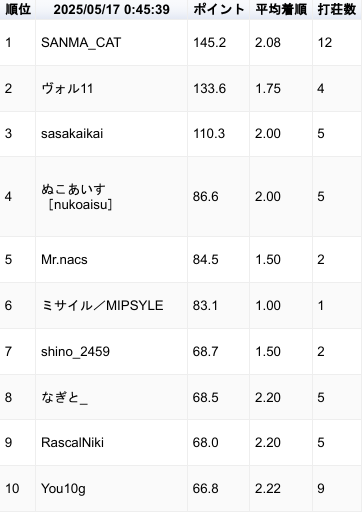 順位 2025/05/17 0:45:39 ポイント 平均着順 打荘数
1 SANMA_CAT 145.2 2.08 12
2 ヴォル11 133.6 1.75 4
3 sasakaikai 110.3 2.00 5
4 ぬこあいす
［nukoaisu］ 86.6 2.00 5
5 Mr.nacs 84.5 1.50 2
6 ミサイル／MIPSYLE 83.1 1.00 1
7 shino_2459 68.7 1.50 2
8 なぎと_ 68.5 2.20 5
9 RascalNiki 68.0 2.20 5
10 You10g 66.8 2.22 9